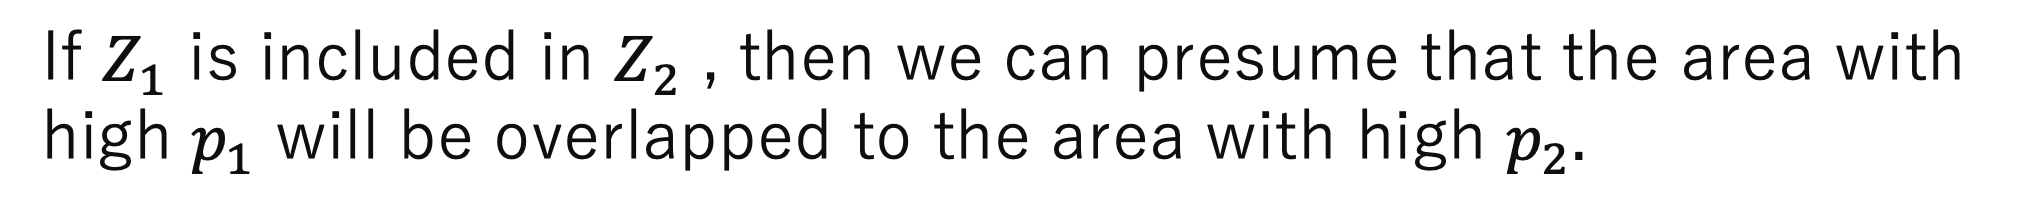 If Z₁ is included in Z₂ , then we can presume that the area with
high p₁ will be overlapped to the area with high p₂.